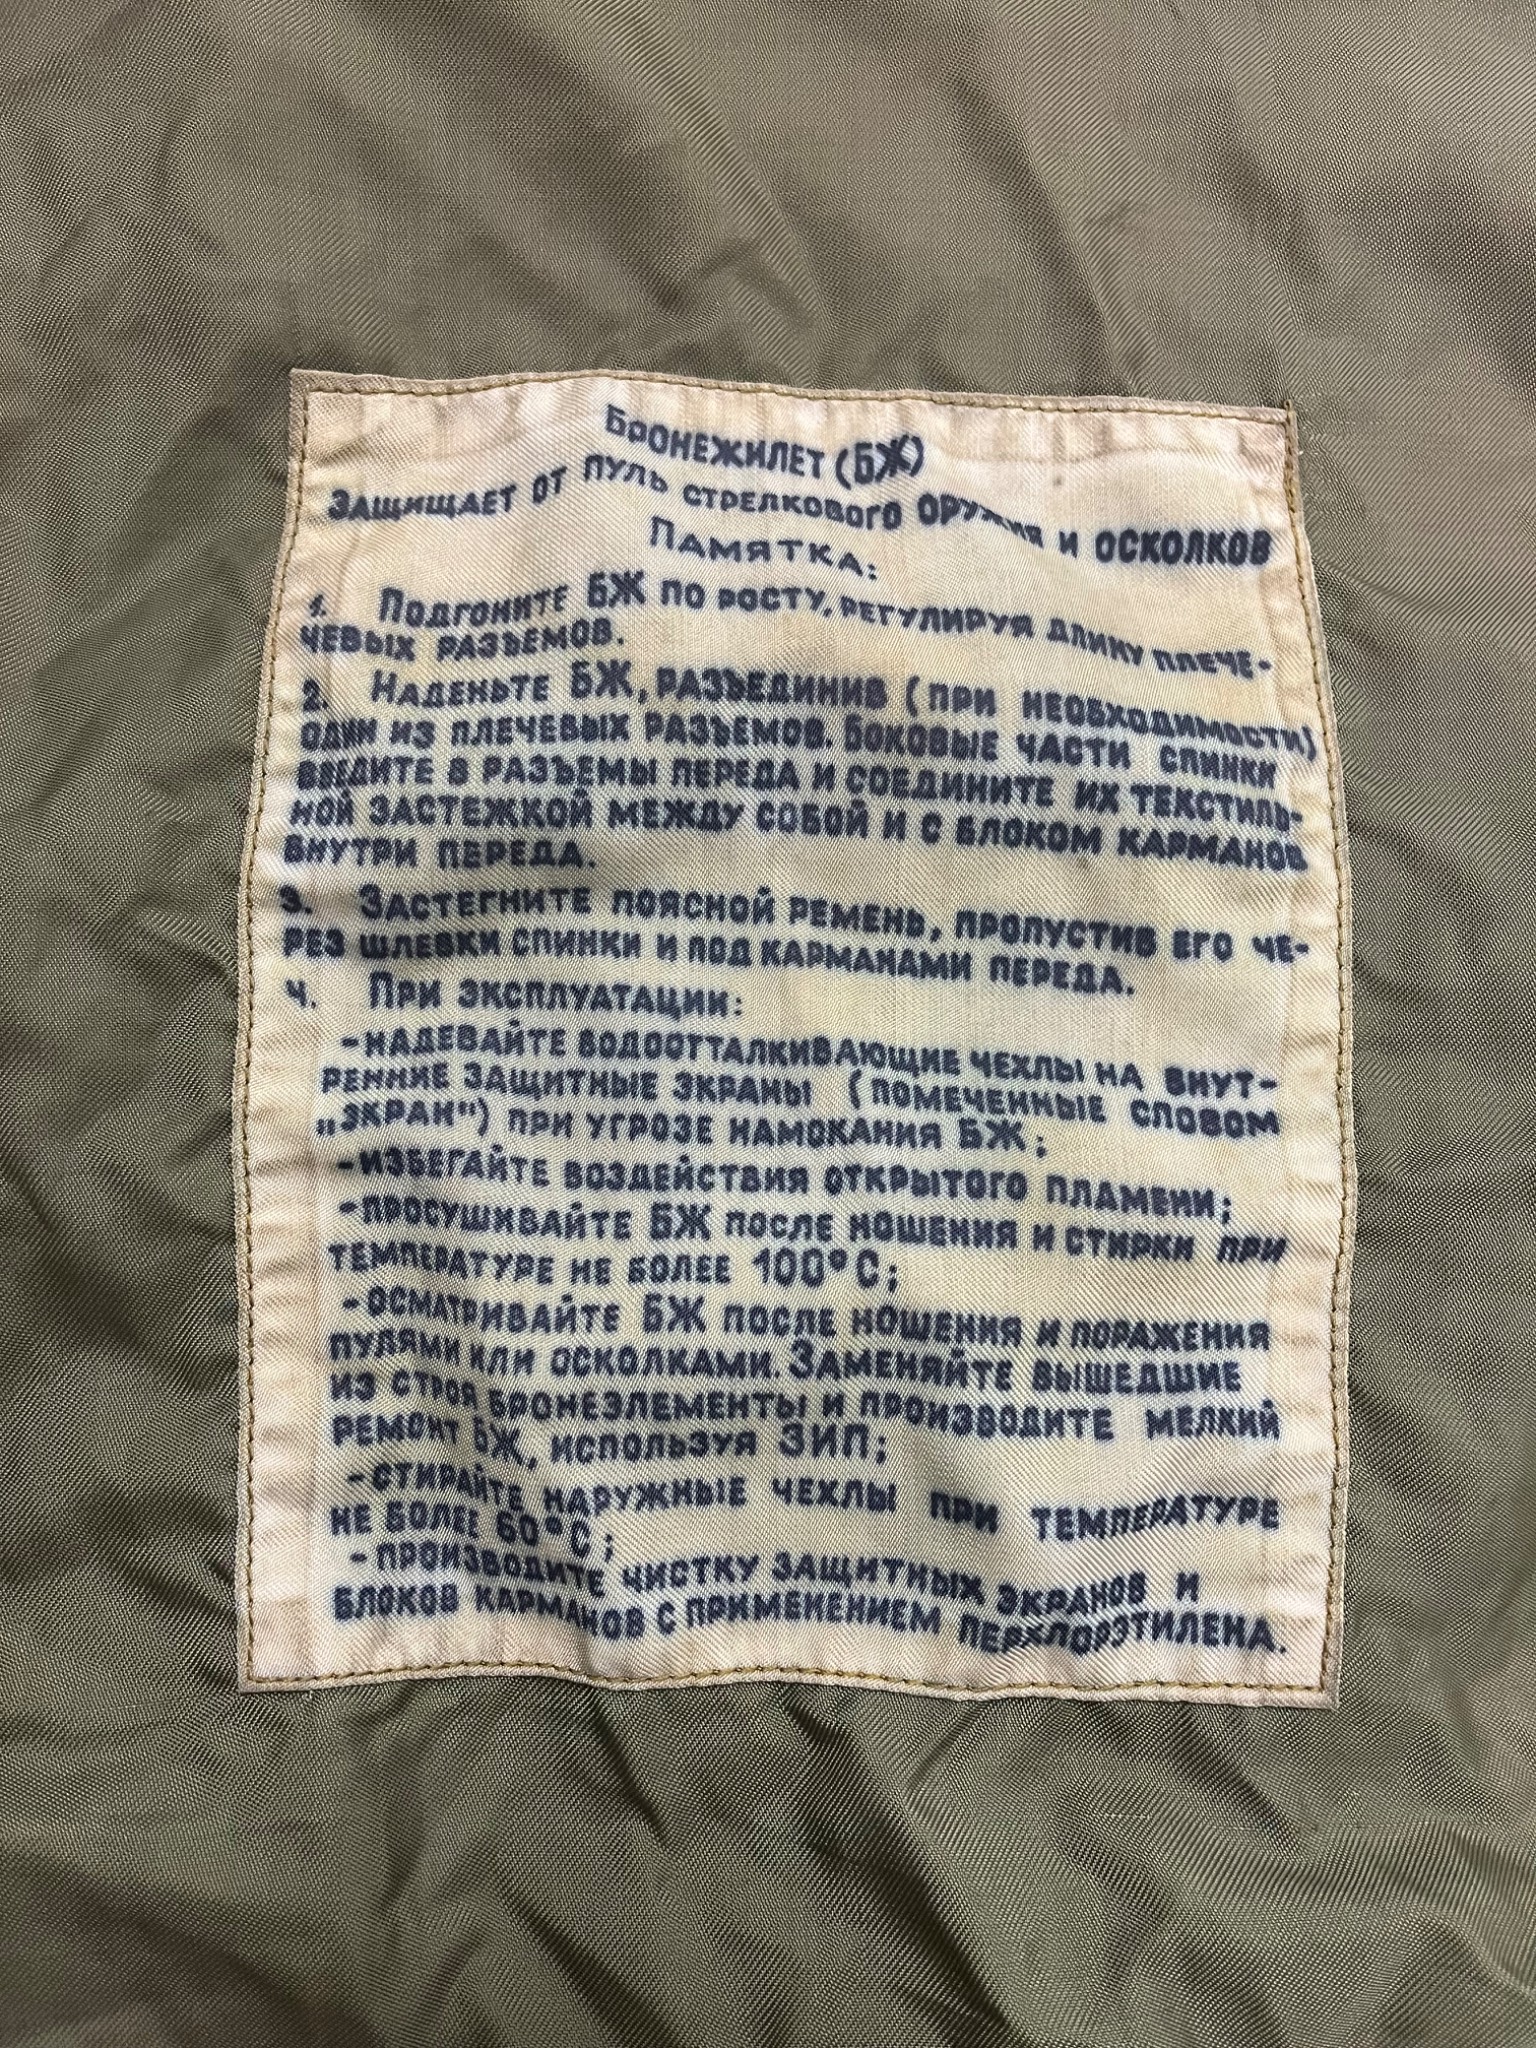 Бронежилет (БЖ)
Защищает от пуль стрелкового оружия и осколков
Памятка:
1. Подгоните БЖ по росту, регулируя длину плече-
чевых разъемов.
2. Наденьте БЖ, разъединив (при необходимости)
один из плечевых разъемов. Боковые части спинки
введите в разъемы переда и соедините их текстиль-
ной застежкой между собой и с блоком карманов
внутри переда.
3. Застегните поясной ремень, пропустив его че-
рез шлевки спинки и под карманами переда.
4. При эксплуатации:
-надевайте водоотталкивающие чехлы на внут-
ренние защитные экраны (помеченные словом
„экран“) при угрозе намокания БЖ;
-избегайте воздействия открытого пламени;
-просушивайте БЖ после ношения и стирки при
температуре не более 100°С;
-осматривайте БЖ после ношения и поражения
пулями или осколками. Заменяйте вышедшие
из строя бронеэлементы и производите мелкий
ремонт БЖ, используя ЗИП;
-стирайте наружные чехлы при температуре
не более 60°С;
-производите чистку защитных экранов и
блоков карманов с применением перхлорэтилена.